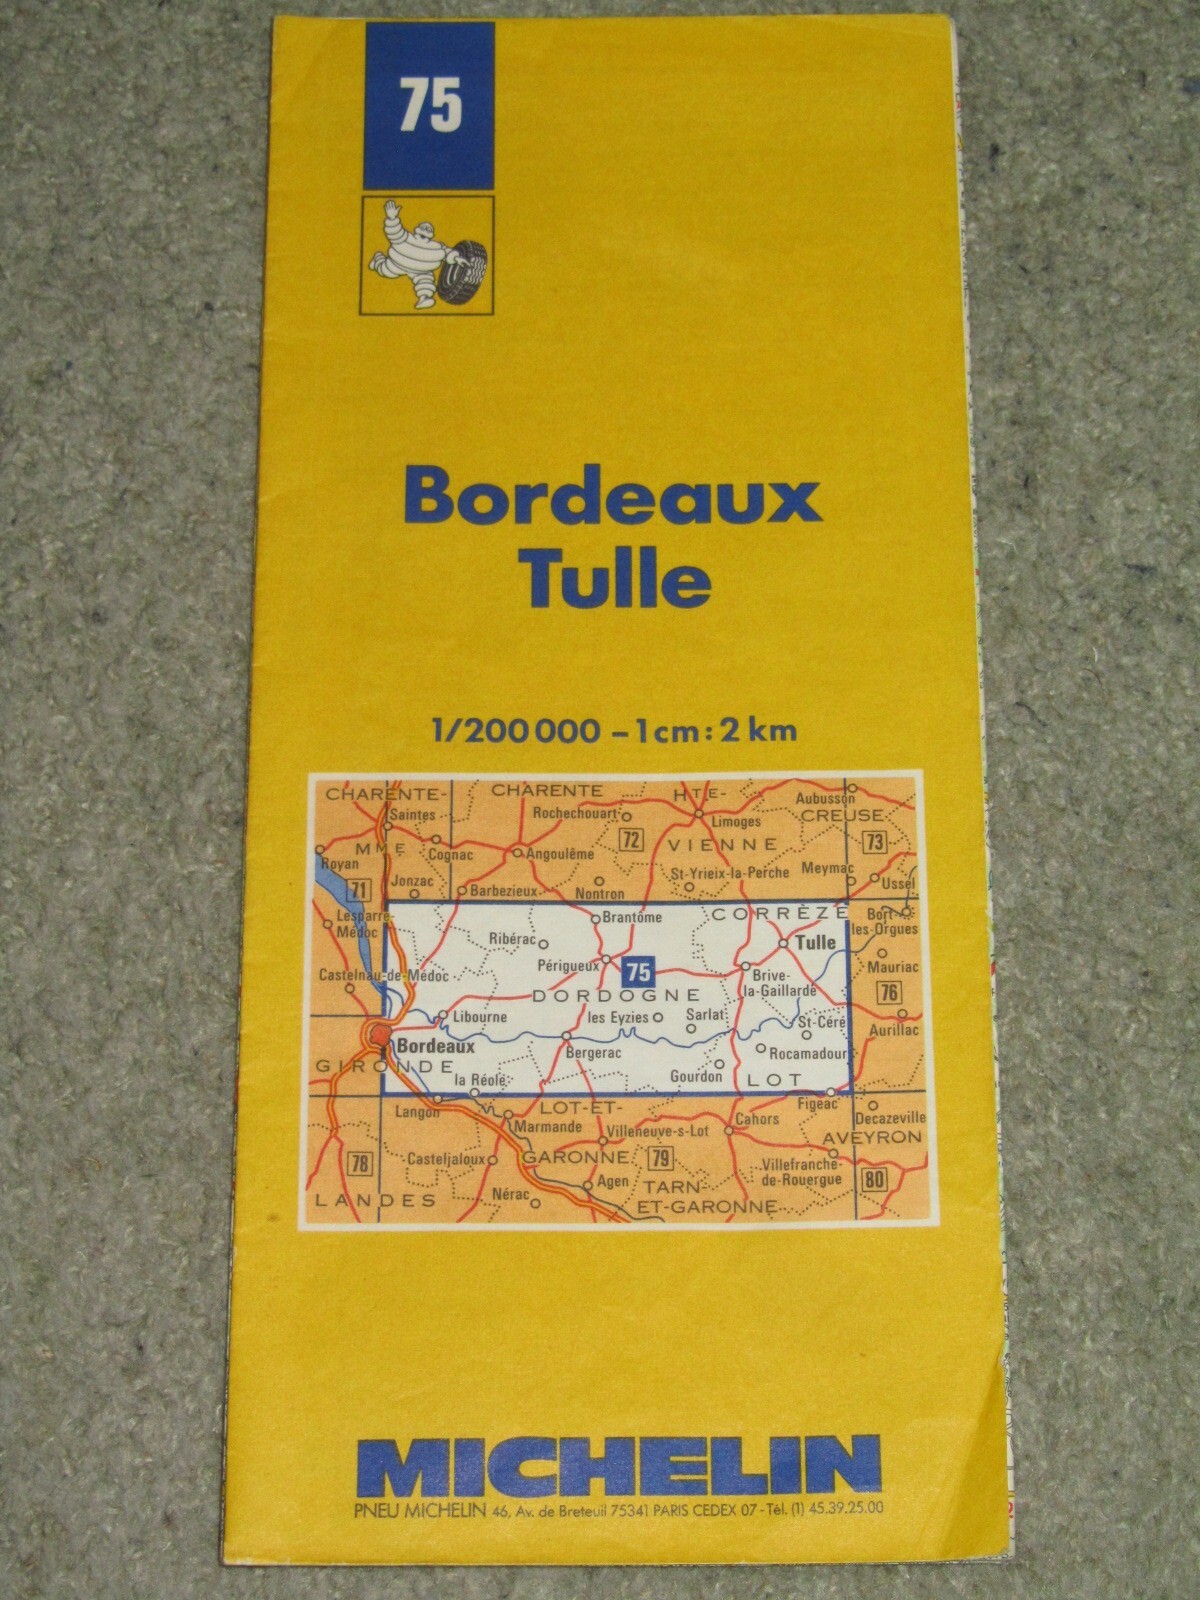 75
Bordeaux
Tulle
1/200 000 – 1 cm : 2 km
CHARENTE-
CHARENTE
HTE-
Aubusson
Saintes
Rochechouart
Limoges
CREUSE
72
73
MME
Cognac
Angoulême
VIENNE
Royan
St-Yrieix-la-Perche
Meymac
71
Jonzac
Barbezieux
Nontron
Ussel
Lesparre-
Médoc
Brantôme
CORRÈZE
Bort-
les-Orgues
Ribérac
Tulle
Périgueux
75
Mauriac
Castelnau-de-Médoc
Brive-
la-Gaillarde
76
DORDOGNE
Libourne
les Eyzies
Sarlat
St-Céré
Aurillac
Bordeaux
Bergerac
Rocamadour
GIRONDE
la Réole
Gourdon
LOT
Langon
Figeac
LOT-ET-
Marmande
Cahors
Decazeville
Villeneuve-s-Lot
AVEYRON
78
Casteljaloux
GARONNE
79
Villefranche-
de-Rouergue
80
Agen
TARN
LANDES
Nérac
ET-GARONNE
MICHELIN
PNEU MICHELIN 46, Av. de Breteuil 75341 PARIS CEDEX 07 - Tél. (1) 45.39.25.00